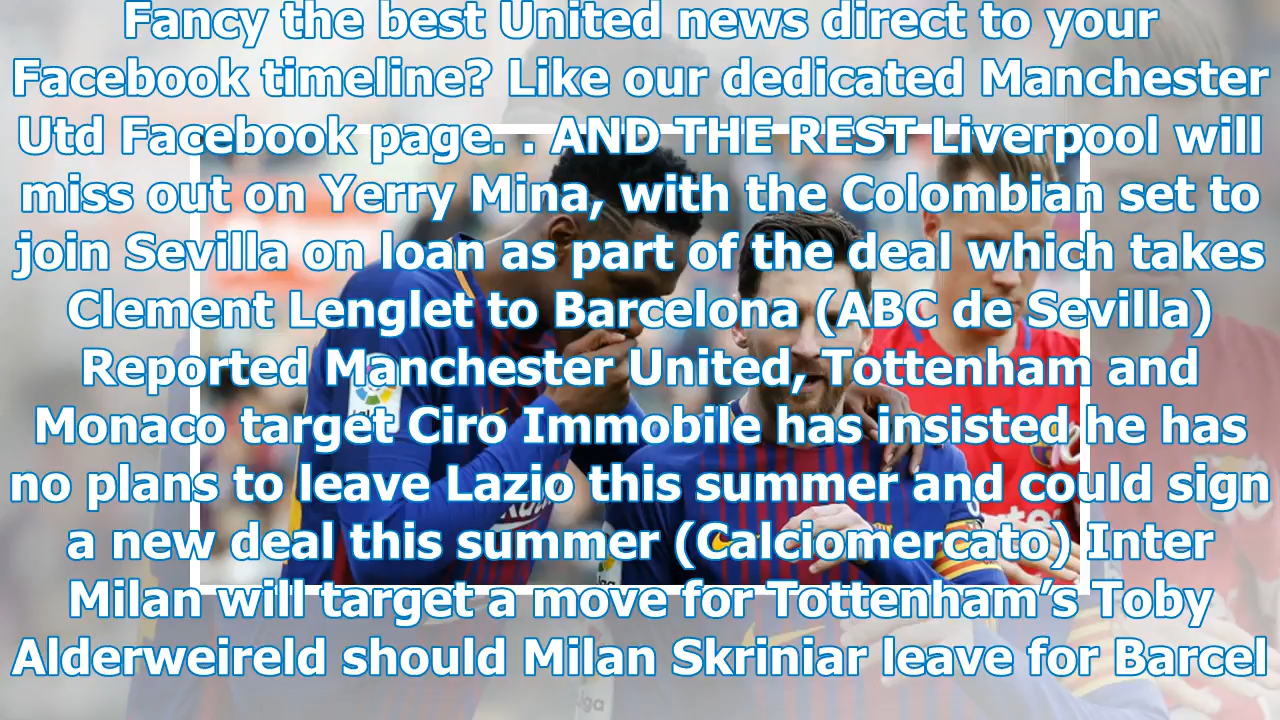 Fancy the best United news direct to your
Facebook timeline? Like our dedicated Manchester
Utd Facebook page. . AND THE REST Liverpool will
miss out on Yerry Mina, with the Colombian set to
join Sevilla on loan as part of the deal which takes
Clement Lenglet to Barcelona (ABC de Sevilla)
Reported Manchester United, Tottenham and
Monaco target Ciro Immobile has insisted he has
no plans to leave Lazio this summer and could sign
a new deal this summer (Calciomercato) Inter
Milan will target a move for Tottenham’s Toby
Alderweireld should Milan Skriniar leave for Barcel